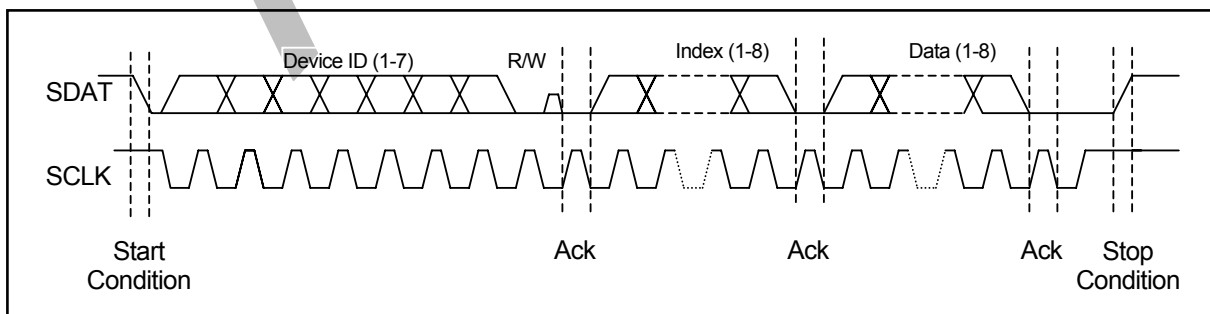 Device ID (1-7)
R/W
Index (1-8)
Data (1-8)
SDAT
SCLK
Start
Condition
Ack
Ack
Ack
Stop
Condition